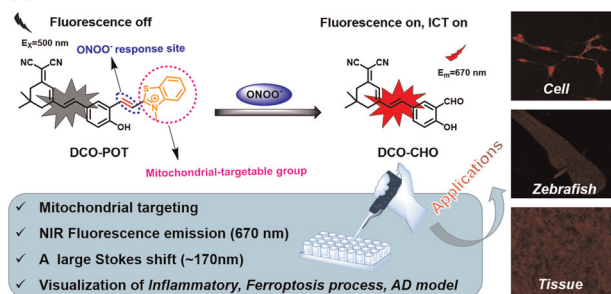 Fluorescence off
Fluorescence on, ICT on
Eₓ=500 nm
ONOO⁻ response site
NC
CN
S
N
OH
DCO-POT
ONOO⁻
Mitochondrial-targetable group
NC
CN
Eₘ=670 nm
CHO
OH
DCO-CHO
✓ Mitochondrial targeting
✓ NIR Fluorescence emission (670 nm)
✓ A large Stokes shift (~170nm)
✓ Visualization of Inflammatory, Ferroptosis process, AD model
Applications
Cell
Zebrafish
Tissue